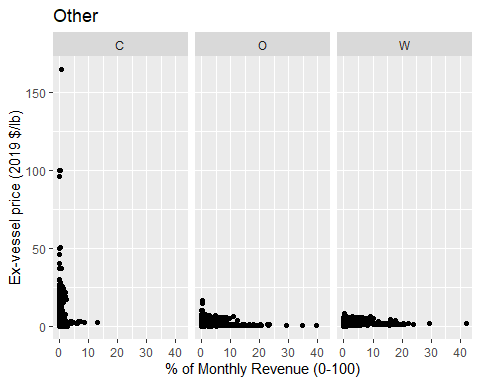 Other
C O W
Ex-vessel price (2019 $/lb)
150
100
50
0
0 10 20 30 40 0 10 20 30 40 0 10 20 30 40
% of Monthly Revenue (0-100)